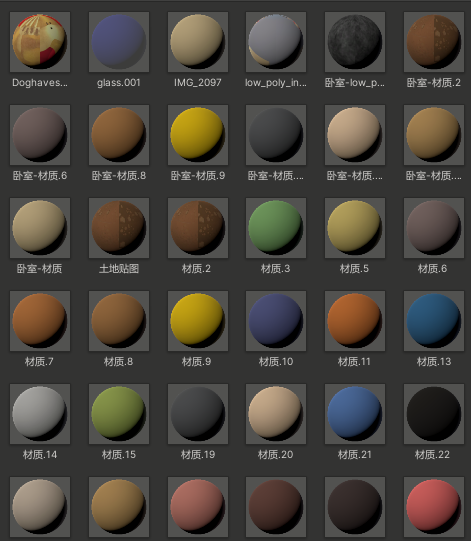 Doghaves...
glass.001
IMG_2097
low_poly_in...
卧室-low_p...
卧室-材质.2
卧室-材质.6
卧室-材质.8
卧室-材质.9
卧室-材质....
卧室-材质....
卧室-材质....
卧室-材质
土地贴图
材质.2
材质.3
材质.5
材质.6
材质.7
材质.8
材质.9
材质.10
材质.11
材质.13
材质.14
材质.15
材质.19
材质.20
材质.21
材质.22